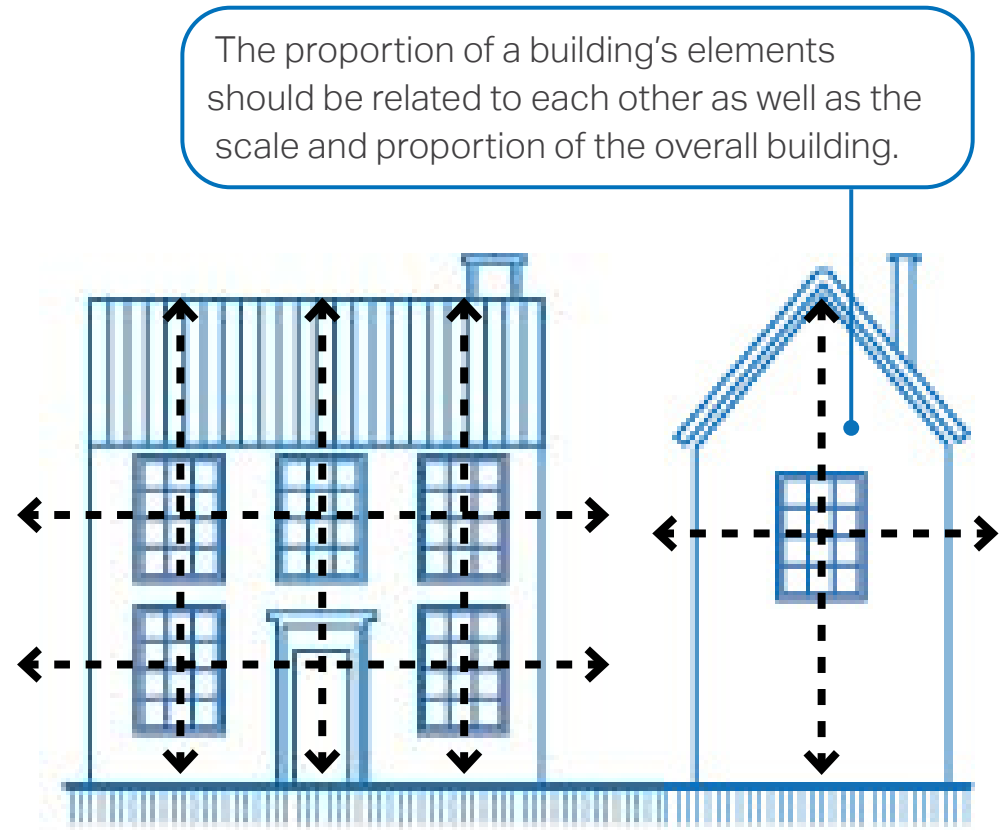 The proportion of a building’s elements
should be related to each other as well as the
scale and proportion of the overall building.